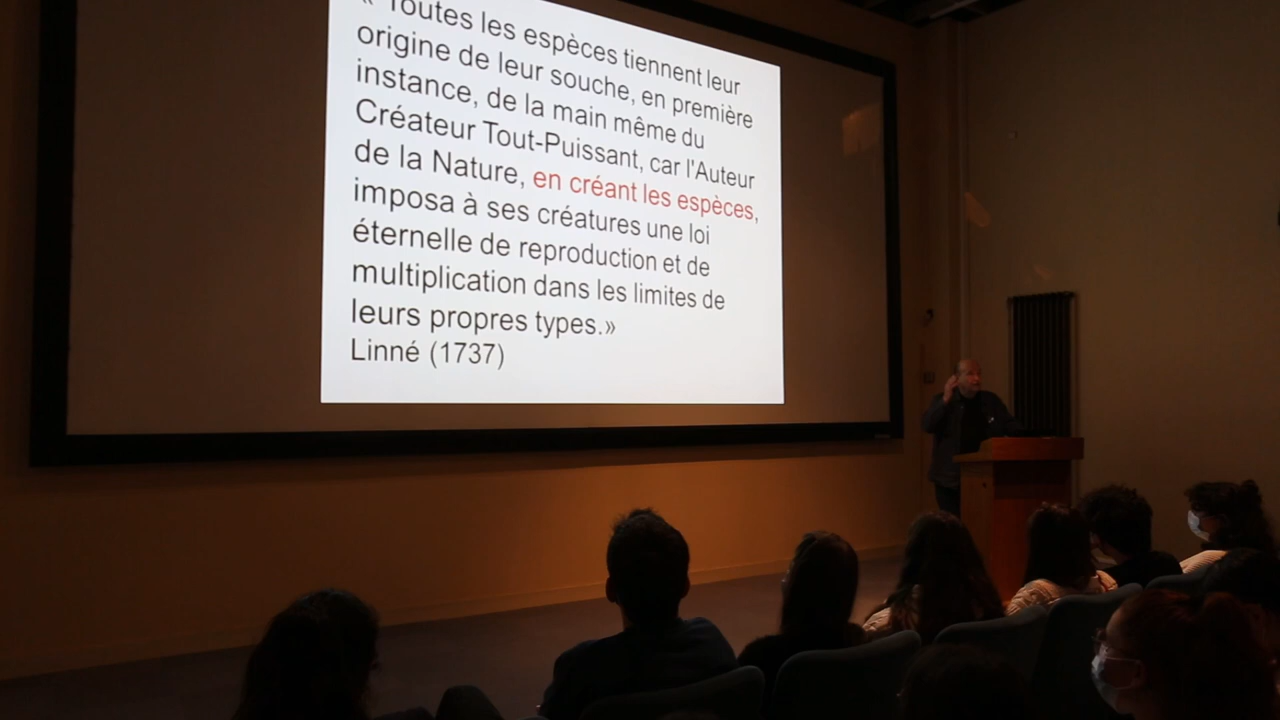 « Toutes les espèces tiennent leur
origine de leur souche, en première
instance, de la main même du
Créateur Tout-Puissant, car l'Auteur
de la Nature, en créant les espèces,
imposa à ses créatures une loi
éternelle de reproduction et de
multiplication dans les limites de
leurs propres types.»
Linné (1737)